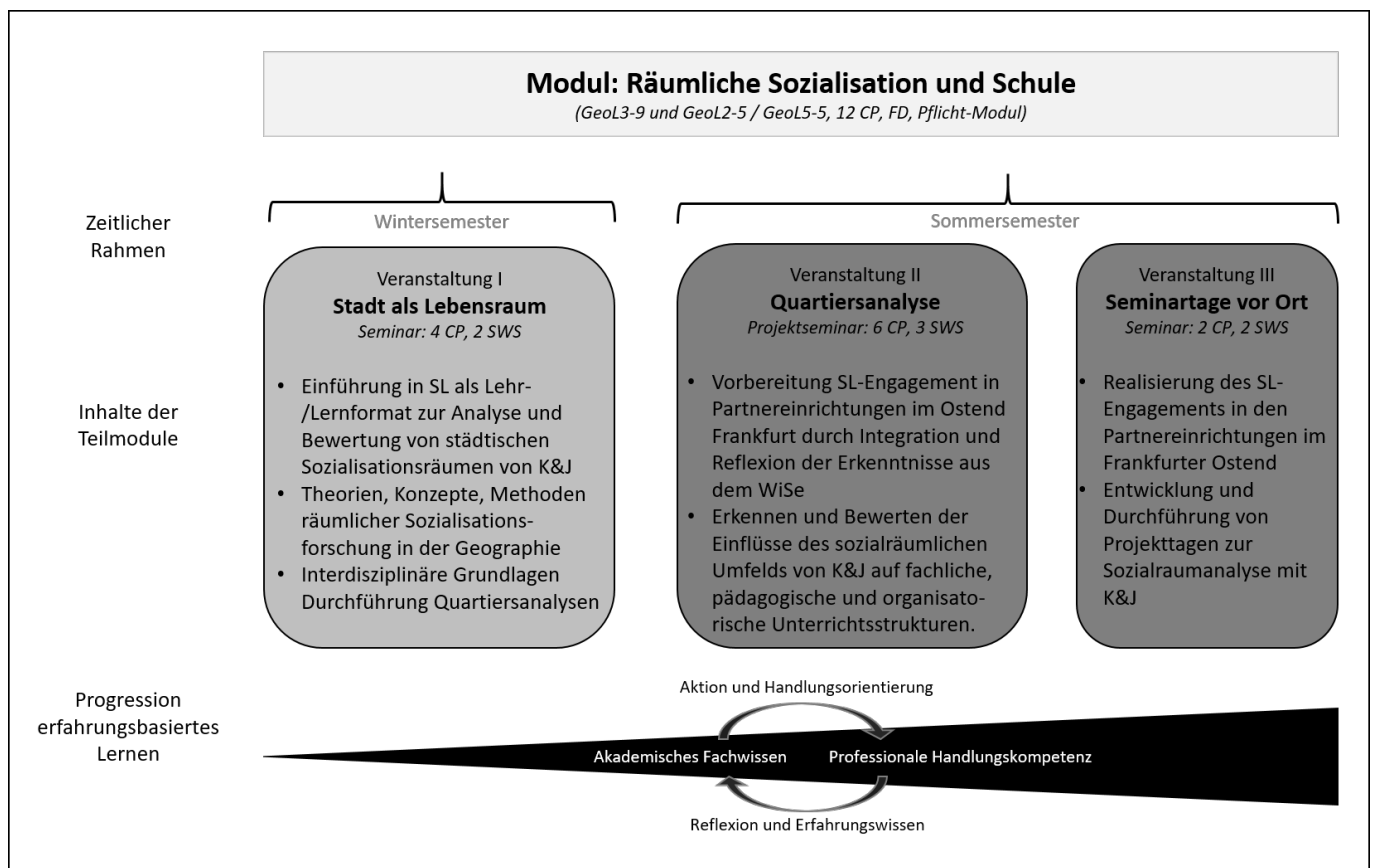 Modul: Räumliche Sozialisation und Schule
(GeoL3-9 und GeoL2-5 / GeoL5-5, 12 CP, FD, Pflicht-Modul)
Zeitlicher
Rahmen
Wintersemester
Sommersemester
Inhalte der
Teilmodule
Veranstaltung I
Stadt als Lebensraum
Seminar: 4 CP, 2 SWS
• Einführung in SL als Lehr-
/Lernformat zur Analyse und
Bewertung von städtischen
Sozialisationsräumen von K&J
• Theorien, Konzepte, Methoden
räumlicher Sozialisations-
forschung in der Geographie
• Interdisziplinäre Grundlagen
Durchführung Quartiersanalysen
Veranstaltung II
Quartiersanalyse
Projektseminar: 6 CP, 3 SWS
• Vorbereitung SL-Engagement in
Partnereinrichtungen im Ostend
Frankfurt durch Integration und
Reflexion der Erkenntnisse aus
dem WiSe
• Erkennen und Bewerten der
Einflüsse des sozialräumlichen
Umfelds von K&J auf fachliche,
pädagogische und organisato-
rische Unterrichtsstrukturen.
Veranstaltung III
Seminartage vor Ort
Seminar: 2 CP, 2 SWS
• Realisierung des SL-
Engagements in den
Partnereinrichtungen im
Frankfurter Ostend
• Entwicklung und
Durchführung von
Projekttagen zur
Sozialraumanalyse mit
K&J
Progression
erfahrungsbasiertes
Lernen
Aktion und Handlungsorientierung
Akademisches Fachwissen
Professionale Handlungskompetenz
Reflexion und Erfahrungswissen